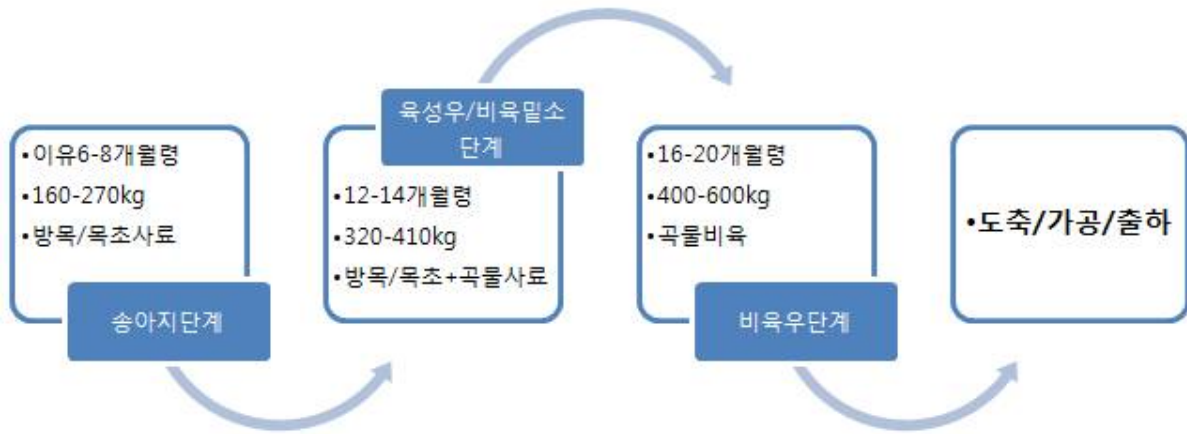 •이유6-8개월령
•160-270kg
•방목/목초사료
송아지단계
육성우/비육밑소
단계
•12-14개월령
•320-410kg
•방목/목초+곡물사료
•16-20개월령
•400-600kg
•곡물비육
비육우단계
•도축/가공/출하